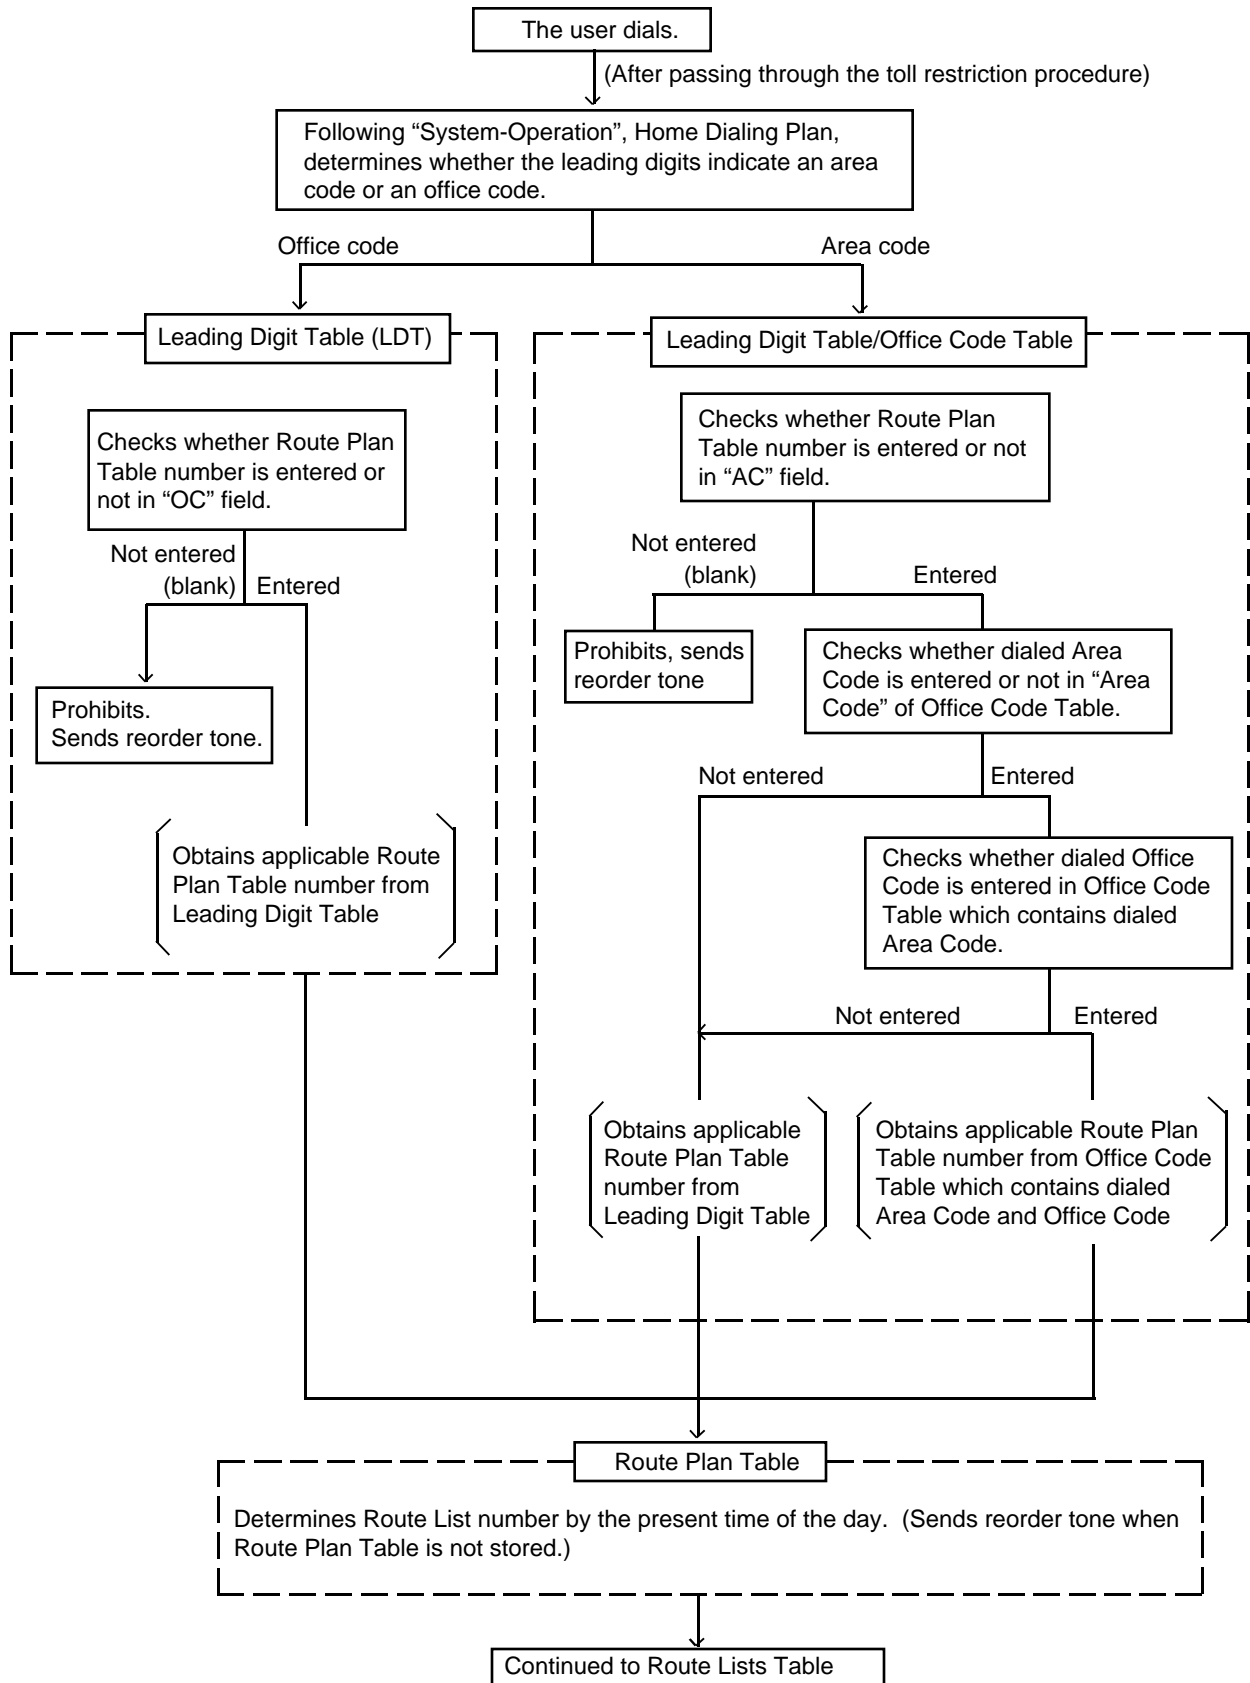 The user dials.
(After passing through the toll restriction procedure)
Following “System-Operation”, Home Dialing Plan,
determines whether the leading digits indicate an area
code or an office code.
Office code
Area code
Leading Digit Table (LDT)
Checks whether Route Plan
Table number is entered or
not in “OC” field.
Not entered
(blank)
Entered
Prohibits.
Sends reorder tone.
Obtains applicable Route
Plan Table number from
Leading Digit Table
Leading Digit Table/Office Code Table
Checks whether Route Plan
Table number is entered or not
in “AC” field.
Not entered
(blank)
Entered
Prohibits, sends
reorder tone
Checks whether dialed Area
Code is entered or not in “Area
Code” of Office Code Table.
Not entered
Entered
Checks whether dialed Office
Code is entered in Office Code
Table which contains dialed
Area Code.
Not entered
Entered
Obtains applicable
Route Plan Table
number from
Leading Digit Table
Obtains applicable Route Plan
Table number from Office Code
Table which contains dialed
Area Code and Office Code
Route Plan Table
Determines Route List number by the present time of the day.  (Sends reorder tone when
Route Plan Table is not stored.)
Continued to Route Lists Table